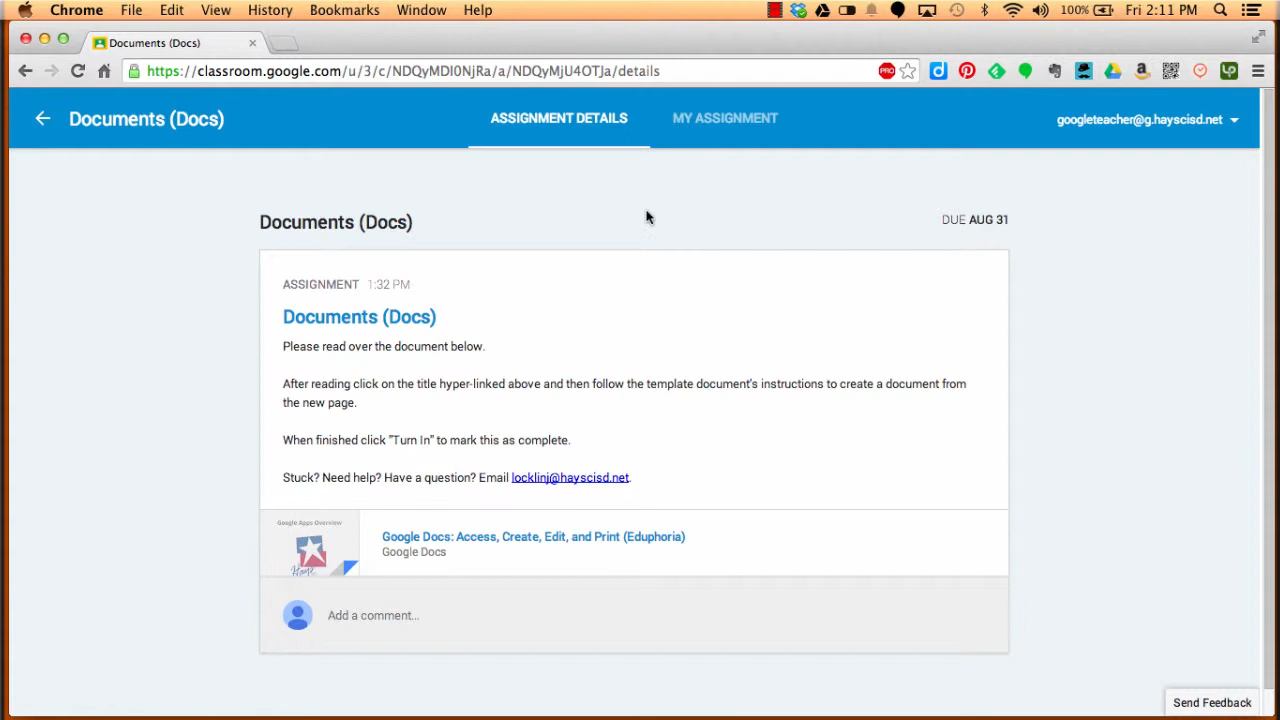 Chrome File Edit View History Bookmarks Window Help 100% Fri 2:11 PM
Documents (Docs)
https://classroom.google.com/u/3/c/NDQyMDI0NjRa/a/NDQyMjU4OTJa/details PRO
Documents (Docs) ASSIGNMENT DETAILS MY ASSIGNMENT googleteacher@g.hayscisd.net
Documents (Docs) DUE AUG 31
ASSIGNMENT 1:32 PM
Documents (Docs)
Please read over the document below.
After reading click on the title hyper-linked above and then follow the template document's instructions to create a document from
the new page.
When finished click "Turn In" to mark this as complete.
Stuck? Need help? Have a question? Email locklinj@hayscisd.net.
Google Apps Overview
Google Docs: Access, Create, Edit, and Print (Eduphoria)
Google Docs
Add a comment...
Send Feedback